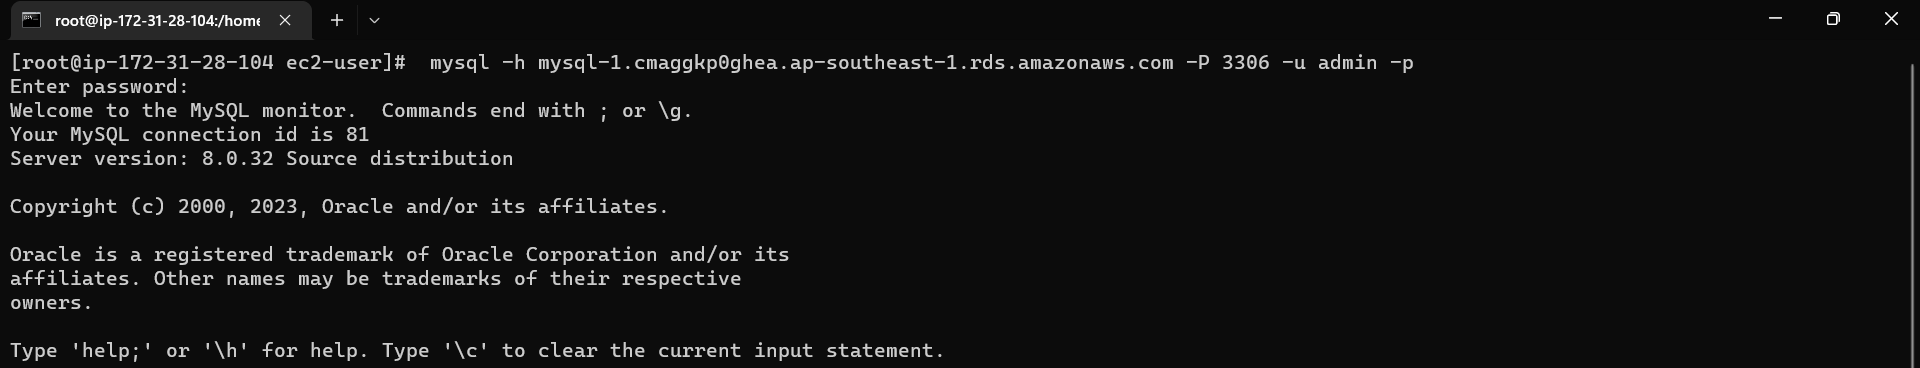 root@ip-172-31-28-104:/home
[root@ip-172-31-28-104 ec2-user]#  mysql -h mysql-1.cmaggkp0ghea.ap-southeast-1.rds.amazonaws.com -P 3306 -u admin -p
Enter password:
Welcome to the MySQL monitor.  Commands end with ; or \g.
Your MySQL connection id is 81
Server version: 8.0.32 Source distribution
Copyright (c) 2000, 2023, Oracle and/or its affiliates.
Oracle is a registered trademark of Oracle Corporation and/or its
affiliates. Other names may be trademarks of their respective
owners.
Type 'help;' or '\h' for help. Type '\c' to clear the current input statement.